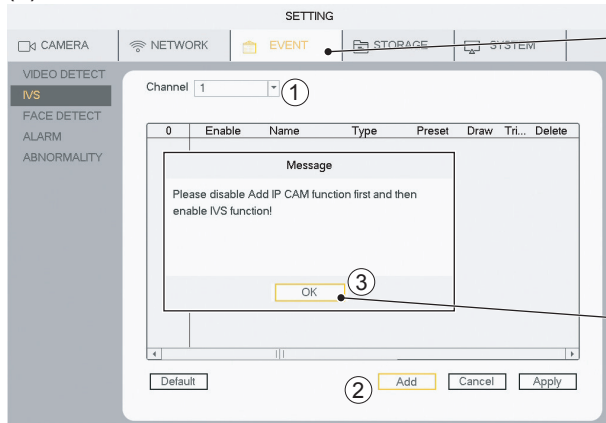 SETTING
CAMERA NETWORK EVENT STORAGE SYSTEM
VIDEO DETECT
IVS
FACE DETECT
ALARM
ABNORMALITY
Channel 1 1
0 Enable Name Type Preset Draw Tri... Delete
Message
Please disable Add IP CAM function first and then
enable IVS function!
OK 3
Default 2 Add Cancel Apply